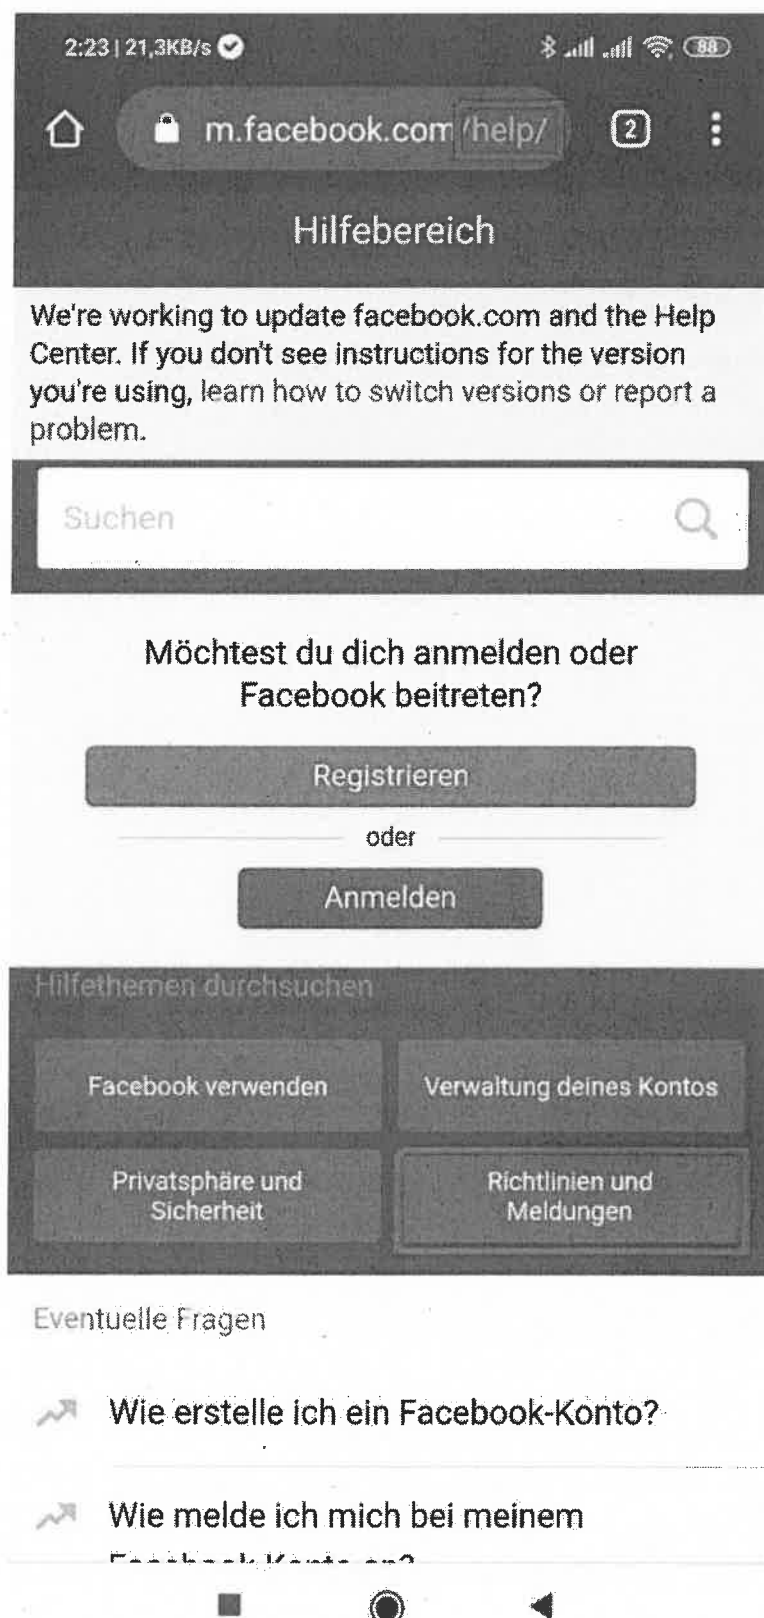 2:23 | 21,3KB/s 88
m.facebook.com/help/ 2
Hilfebereich
We're working to update facebook.com and the Help
Center. If you don't see instructions for the version
you're using, learn how to switch versions or report a
problem.
Suchen
Möchtest du dich anmelden oder
Facebook beitreten?
Registrieren
oder
Anmelden
Hilfethemen durchsuchen
Facebook verwenden
Verwaltung deines Kontos
Privatsphäre und
Sicherheit
Richtlinien und
Meldungen
Eventuelle Fragen
Wie erstelle ich ein Facebook-Konto?
Wie melde ich mich bei meinem